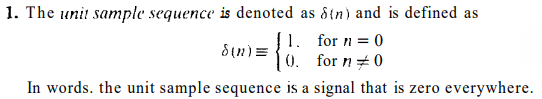 1. The unit sample sequence is denoted as δ(n) and is defined as
δ(n) ≡ { 1. for n = 0
0. for n ≠ 0
In words. the unit sample sequence is a signal that is zero everywhere.